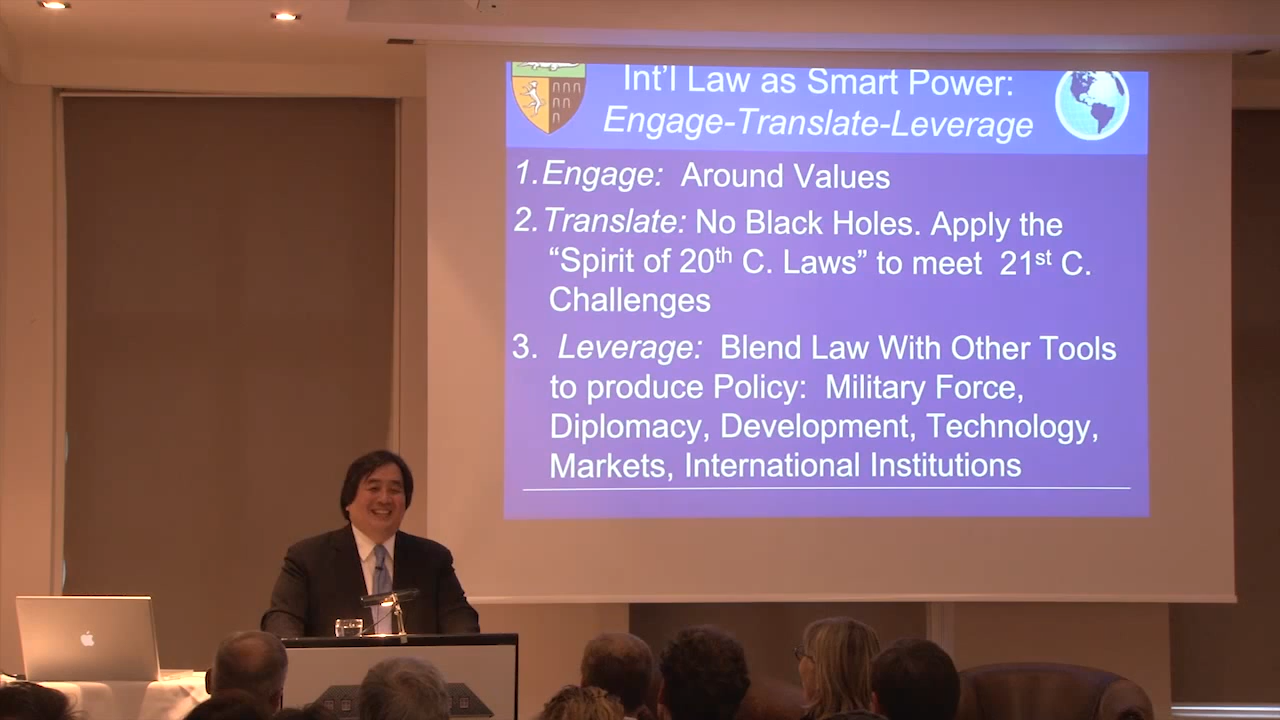 Int'l Law as Smart Power:
Engage-Translate-Leverage
1. Engage: Around Values
2. Translate: No Black Holes. Apply the
“Spirit of 20th C. Laws” to meet 21st C.
Challenges
3. Leverage: Blend Law With Other Tools
to produce Policy: Military Force,
Diplomacy, Development, Technology,
Markets, International Institutions